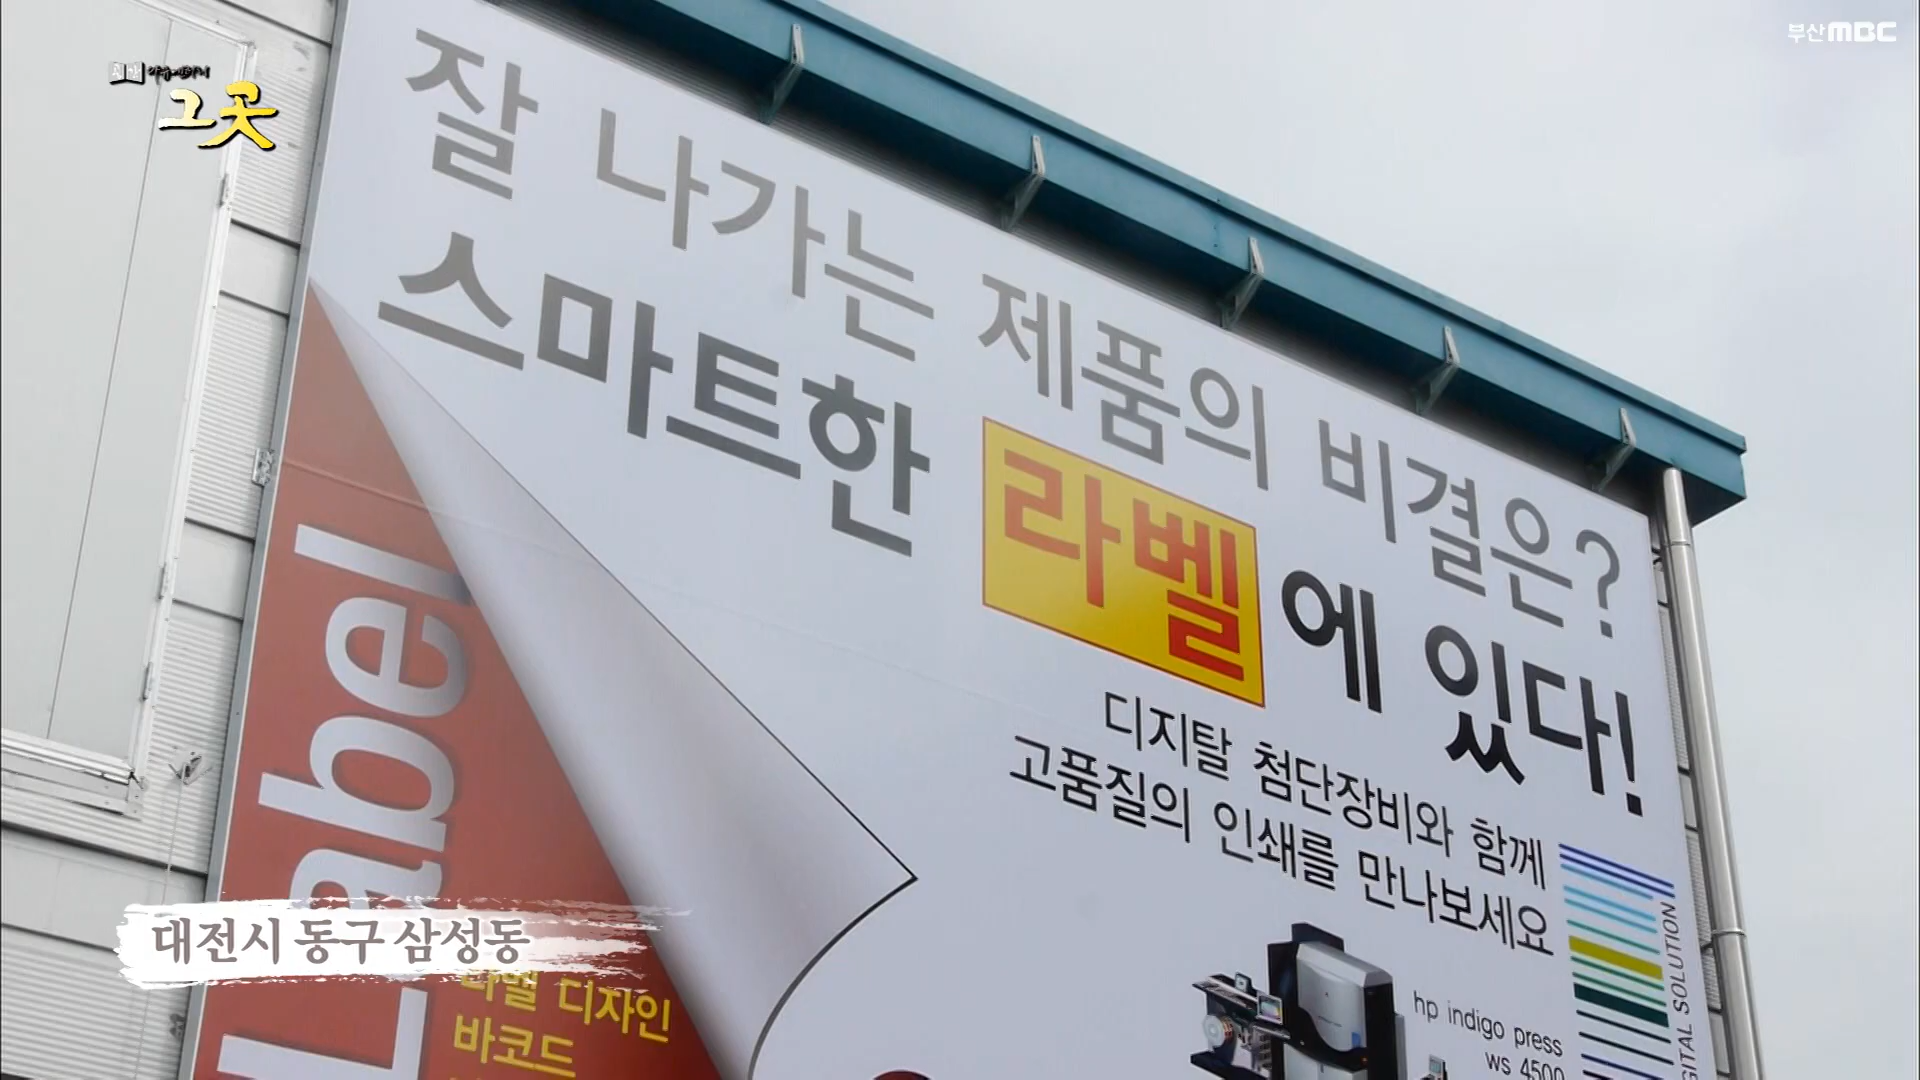 부산MBC
그곳
잘 나가는 제품의 비결은?
스마트한 라벨에 있다!
디지탈 첨단장비와 함께
고품질의 인쇄를 만나보세요
Label
hp indigo press
ws 4500
대전시 동구 삼성동
라벨 디자인
바코드